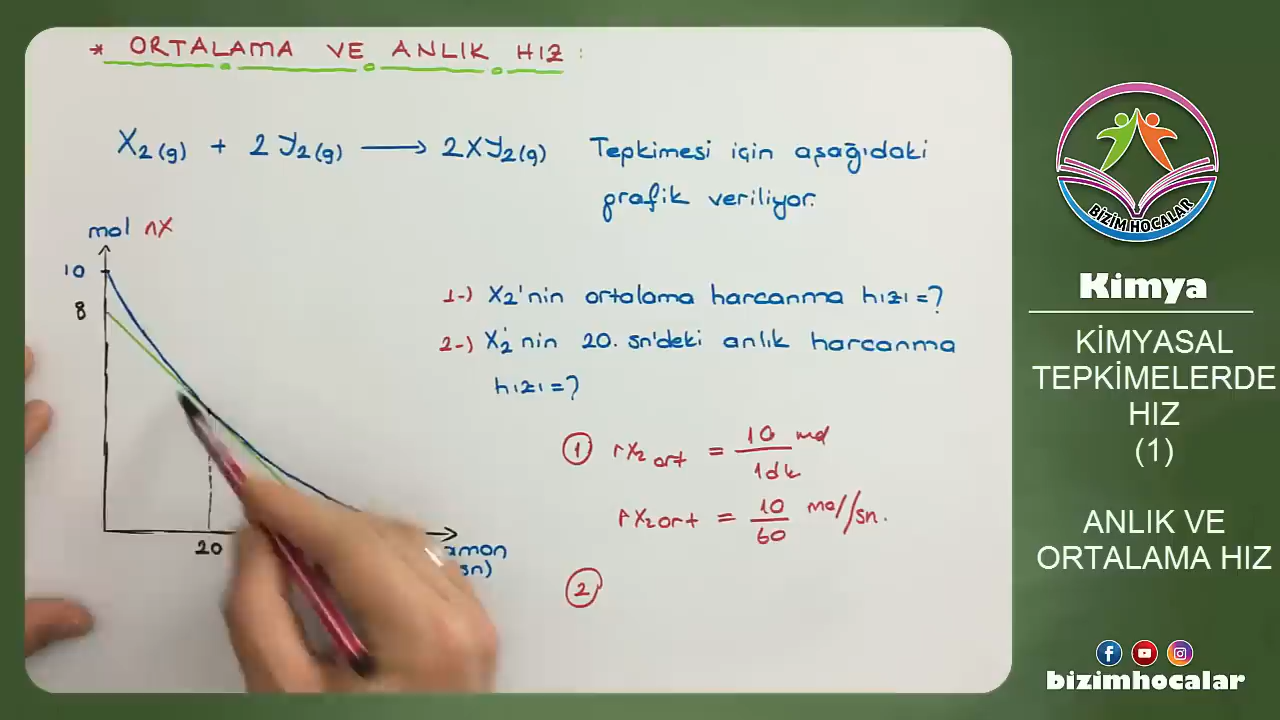 * ORTALAMA VE ANLIK HIZ :
X₂(g) + 2Y₂(g) → 2XY₂(g) Tepkimesi için aşağıdaki
grafik veriliyor.
mol nX
10
8
20
1-) X₂'nin ortalama harcanma hızı=?
2-) X₂'nin 20. sn'deki anlık harcanma
hızı=?
① rX₂ ort = 10 mol / 1dk
rX₂ ort = 10/60 mol/sn.
②
BİZİM HOCALAR
Kimya
KİMYASAL
TEPKİMELERDE
HIZ
(1)
ANLIK VE
ORTALAMA HIZ
bizimhocalar